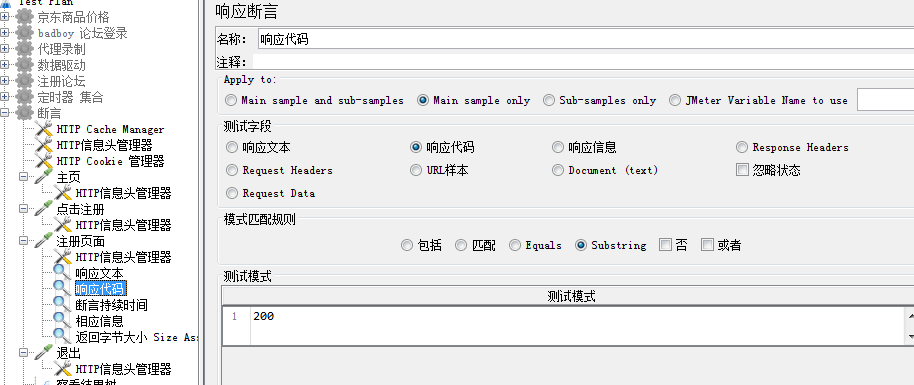 Test Plan
京东商品价格
badboy 论坛登录
代理录制
数据驱动
注册论坛
定时器 集合
断言
HTTP Cache Manager
HTTP信息头管理器
HTTP Cookie 管理器
主页
HTTP信息头管理器
点击注册
HTTP信息头管理器
注册页面
HTTP信息头管理器
响应文本
响应代码
断言持续时间
相应信息
返回字节大小 Size Ass
退出
HTTP信息头管理器
察看结果树
响应断言
名称： 响应代码
注释：
Apply to:
Main sample and sub-samples Main sample only Sub-samples only JMeter Variable Name to use
测试字段
响应文本 响应代码 响应信息 Response Headers
Request Headers URL样本 Document (text) 忽略状态
Request Data
模式匹配规则
包括 匹配 Equals Substring 否 或者
测试模式
测试模式
1 200